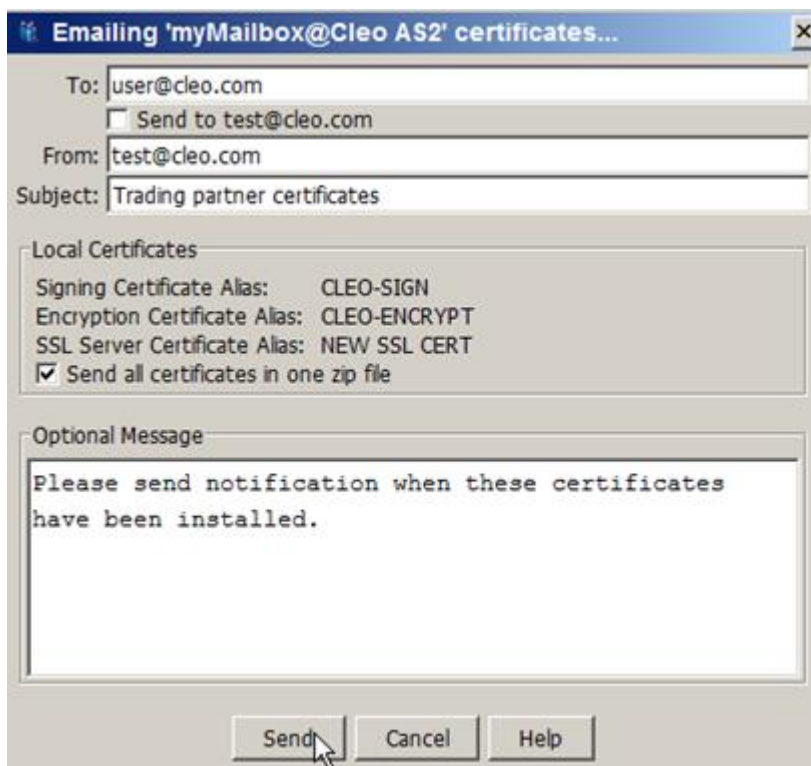 Emailing 'myMailbox@Cleo AS2' certificates...
To: user@cleo.com
Send to test@cleo.com
From: test@cleo.com
Subject: Trading partner certificates
Local Certificates
Signing Certificate Alias: CLEO-SIGN
Encryption Certificate Alias: CLEO-ENCRYPT
SSL Server Certificate Alias: NEW SSL CERT
Send all certificates in one zip file
Optional Message
Please send notification when these certificates
have been installed.
Send Cancel Help